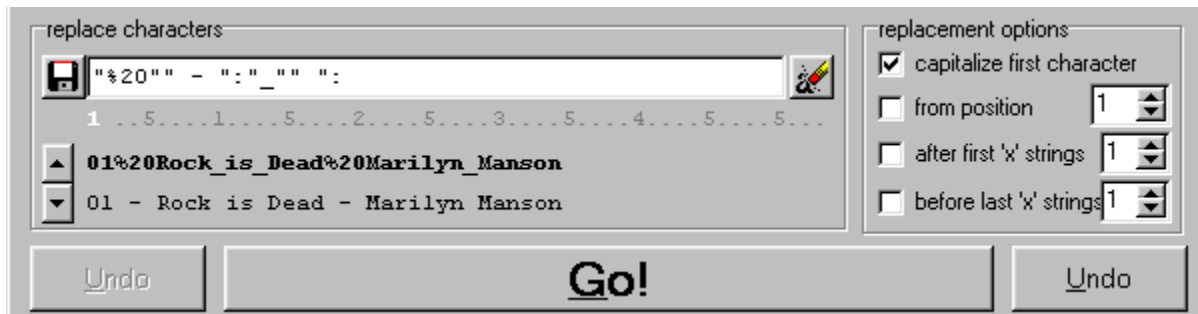 replace characters
"%20"" - ":"_"" ":
1 ..5....1....5....2....5....3....5....4....5....5...
01%20Rock_is_Dead%20Marilyn_Manson
01 - Rock is Dead - Marilyn Manson
replacement options
capitalize first character
from position 1
after first 'x' strings 1
before last 'x' strings 1
Undo
Go!
Undo